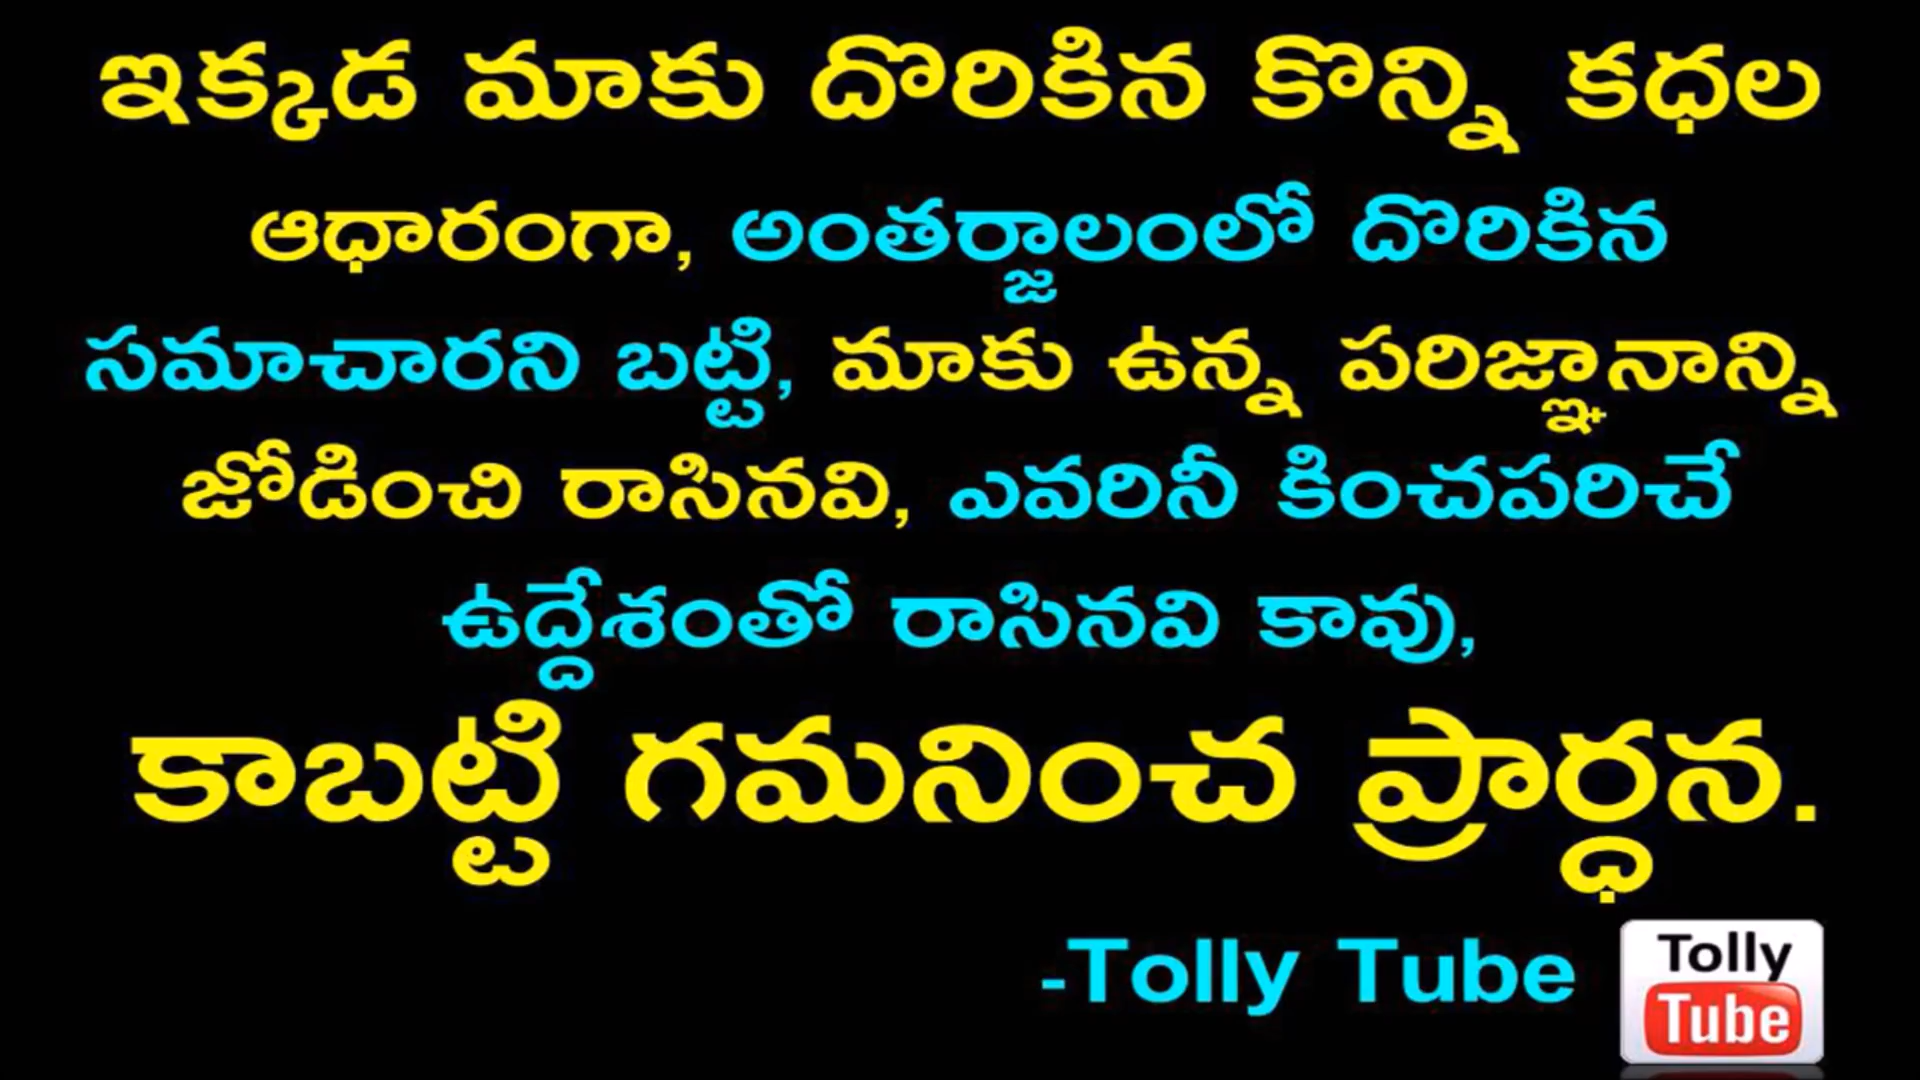 ఇక్కడ మాకు దొరికిన కొన్ని కధల
ఆధారంగా, అంతర్జాలంలో దొరికిన
సమాచారని బట్టి, మాకు ఉన్న పరిజ్ఞానాన్ని
జోడించి రాసినవి, ఎవరినీ కించపరిచే
ఉద్దేశంతో రాసినవి కావు,
కాబట్టి గమనించ ప్రార్ధన.
-Tolly Tube
Tolly
Tube